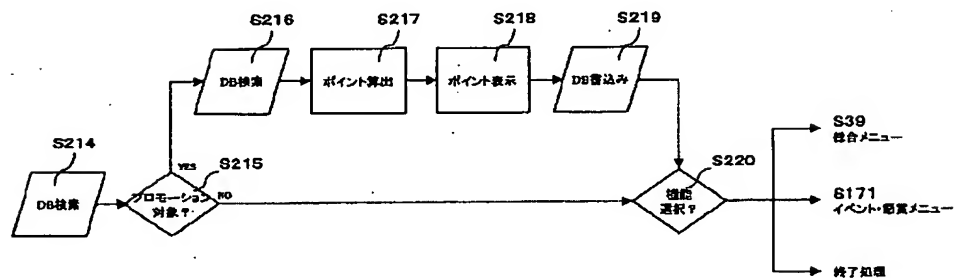 S216
S217
S218
S219
DB検索
ポイント算出
ポイント表示
DB書込み
S214
S215
YES
S220
S39
総合メニュー
DB検索
プロモーション
対象?
NO
機能
選択?
S171
イベント・懸賞メニュー
終了処理